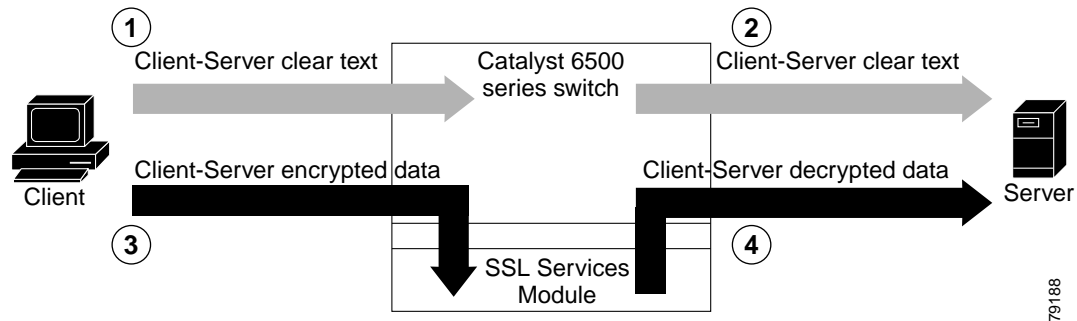 1
2
Client-Server clear text
Catalyst 6500
series switch
Client-Server clear text
Client-Server encrypted data
Client-Server decrypted data
Client
Server
3
4
SSL Services
Module
79188